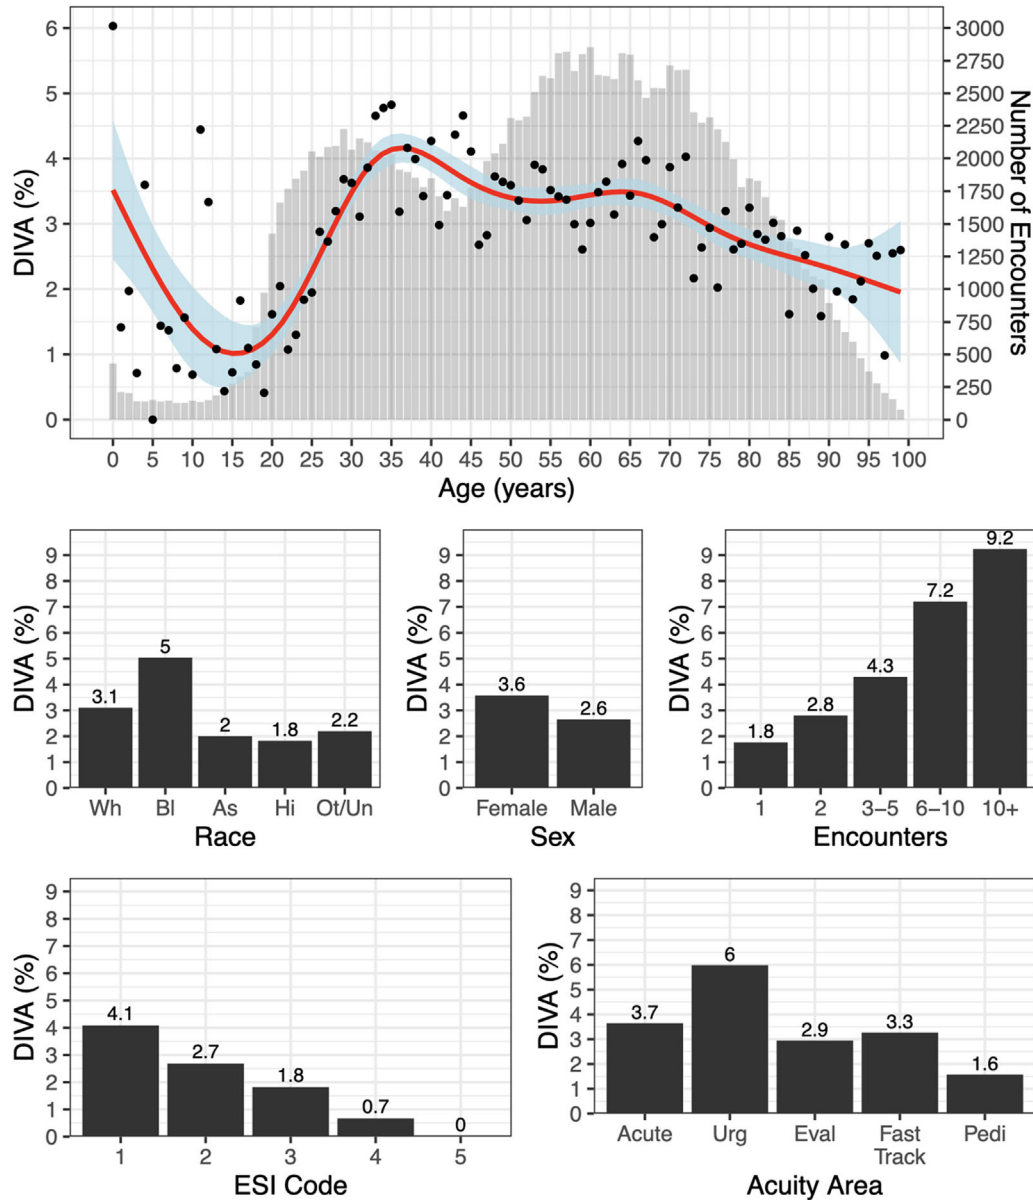 DIVA (%)
6
5
4
3
2
1
0
3000
2750
2500
2250
2000
1750
1500
1250
1000
750
500
250
0
Number of Encounters
0 5 10 15 20 25 30 35 40 45 50 55 60 65 70 75 80 85 90 95 100
Age (years)
DIVA (%)
9
8
7
6
5
4
3
2
1
0
3.1 5 2 1.8 2.2
Wh Bl As Hi Ot/Un
Race
DIVA (%)
9
8
7
6
5
4
3
2
1
0
3.6 2.6
Female Male
Sex
DIVA (%)
9
8
7
6
5
4
3
2
1
0
1.8 2.8 4.3 7.2 9.2
1 2 3–5 6–10 10+
Encounters
DIVA (%)
9
8
7
6
5
4
3
2
1
0
4.1 2.7 1.8 0.7 0
1 2 3 4 5
ESI Code
DIVA (%)
9
8
7
6
5
4
3
2
1
0
3.7 6 2.9 3.3 1.6
Acute Urg Eval Fast Pedi
Track
Acuity Area